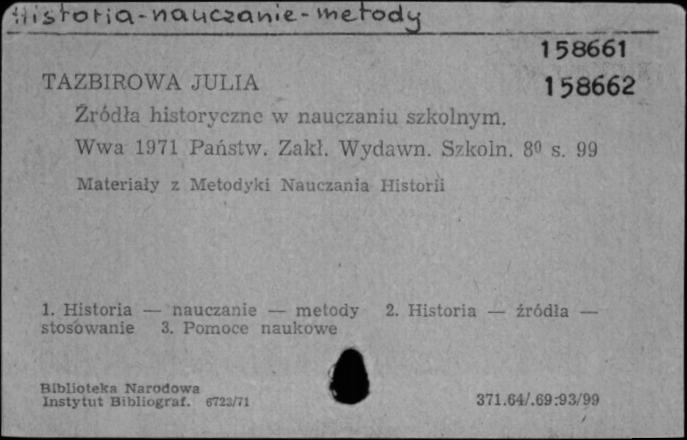 Historia-nauczanie-metody
158661
TAZBIROWA JULIA
158662
Źródła historyczne w nauczaniu szkolnym.
Wwa 1971 Państw. Zakł. Wydawn. Szkoln. 8⁰ s. 99
Materiały z Metodyki Nauczania Historii
1. Historia — nauczanie — metody 2. Historia — źródła —
stosowanie 3. Pomoce naukowe
Biblioteka Narodowa
Instytut Bibliograf. 6723/71
371.64/.69:93/99